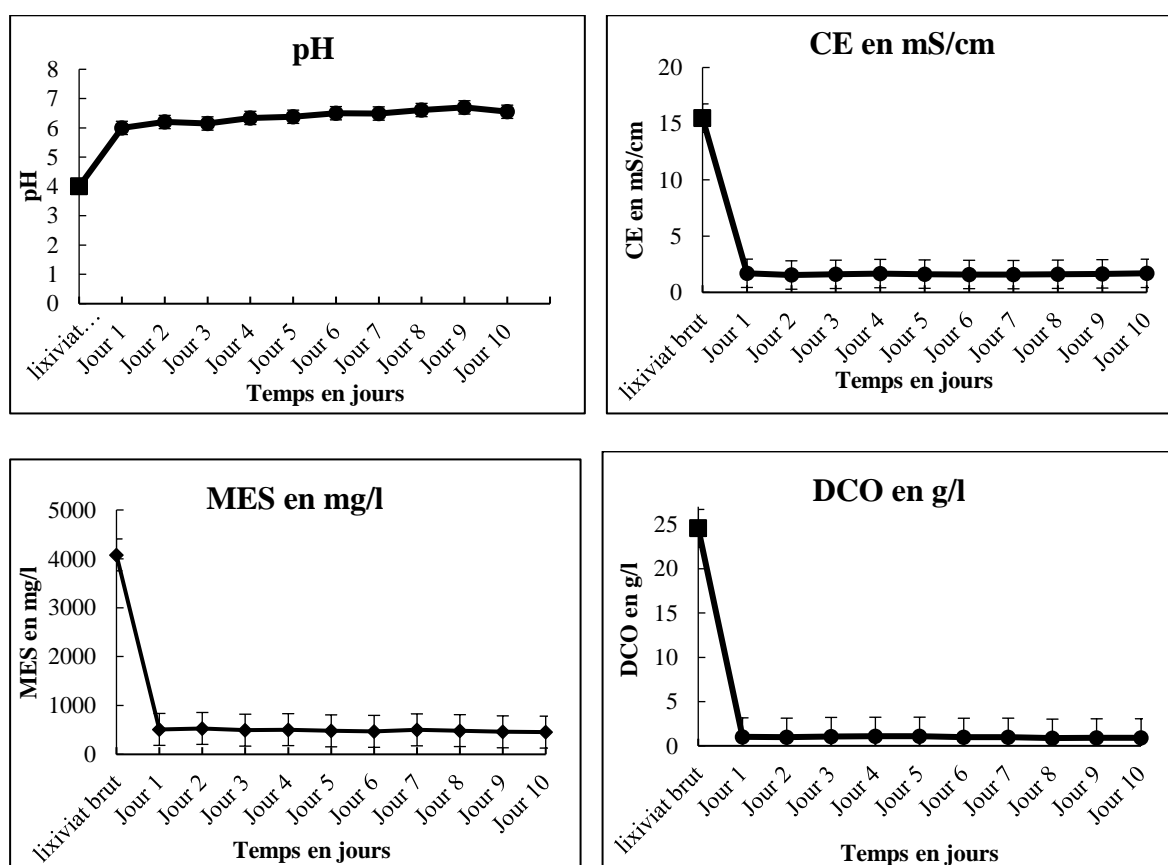 pH
8
7
6
5
4
3
2
1
0
pH
lixiviat…
Jour 1
Jour 2
Jour 3
Jour 4
Jour 5
Jour 6
Jour 7
Jour 8
Jour 9
Jour 10
Temps en jours
CE en mS/cm
20
15
10
5
0
CE en mS/cm
lixiviat brut
Jour 1
Jour 2
Jour 3
Jour 4
Jour 5
Jour 6
Jour 7
Jour 8
Jour 9
Jour 10
Temps en jours
MES en mg/l
5000
4000
3000
2000
1000
0
MES en mg/l
lixiviat brut
Jour 1
Jour 2
Jour 3
Jour 4
Jour 5
Jour 6
Jour 7
Jour 8
Jour 9
Jour 10
Temps en jours
DCO en g/l
25
20
15
10
5
0
DCO en g/l
lixiviat brut
Jour 1
Jour 2
Jour 3
Jour 4
Jour 5
Jour 6
Jour 7
Jour 8
Jour 9
Jour 10
Temps en jours